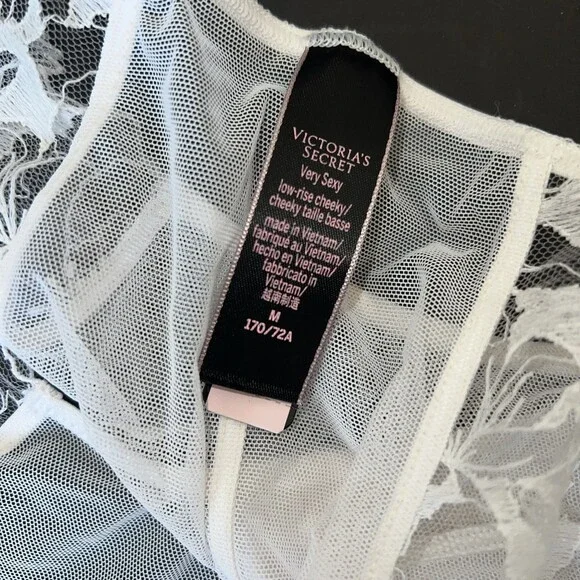 VICTORIA'S
SECRET
Very Sexy
low-rise cheeky/
cheeky taille basse
made in Vietnam/
fabriqué au Vietnam/
hecho en Vietnam/
fabbricato in
Vietnam/
越南制造
M
170/72A